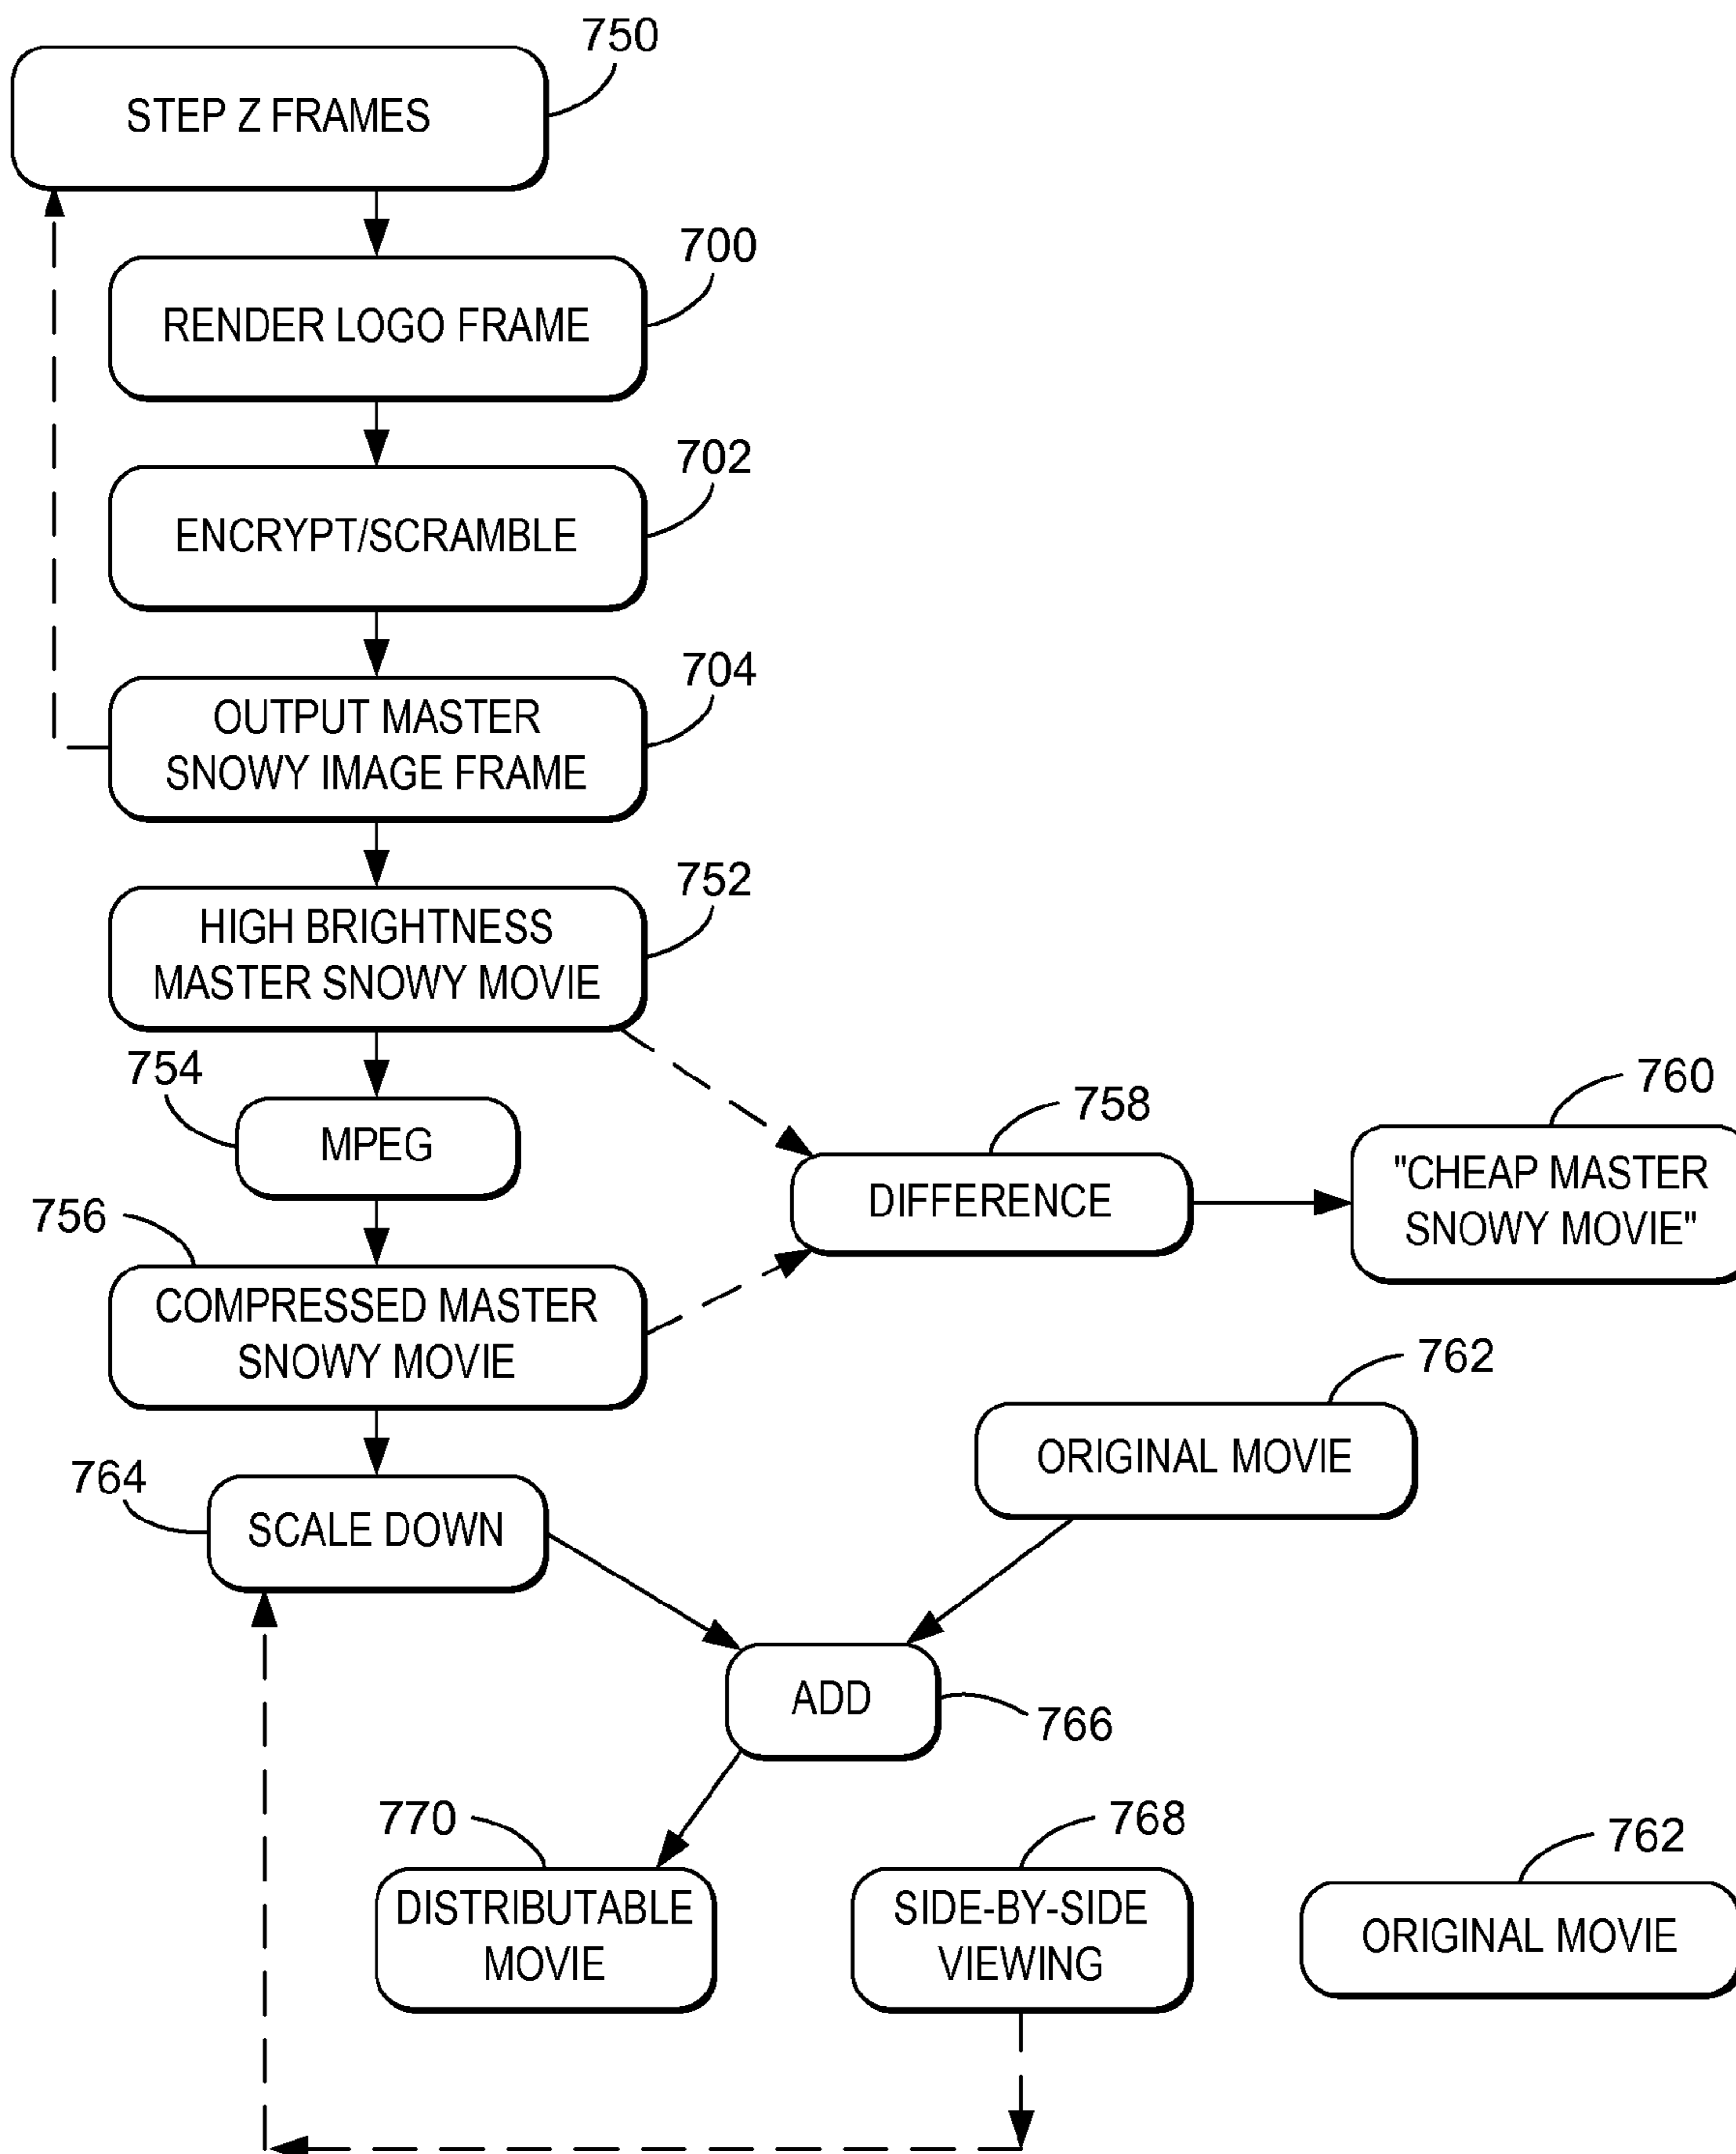 750
STEP Z FRAMES
700
RENDER LOGO FRAME
702
ENCRYPT/SCRAMBLE
704
OUTPUT MASTER
SNOWY IMAGE FRAME
752
HIGH BRIGHTNESS
MASTER SNOWY MOVIE
754
MPEG
758
DIFFERENCE
760
"CHEAP MASTER
SNOWY MOVIE"
756
COMPRESSED MASTER
SNOWY MOVIE
762
ORIGINAL MOVIE
764
SCALE DOWN
ADD
766
770
DISTRIBUTABLE
MOVIE
768
SIDE-BY-SIDE
VIEWING
762
ORIGINAL MOVIE